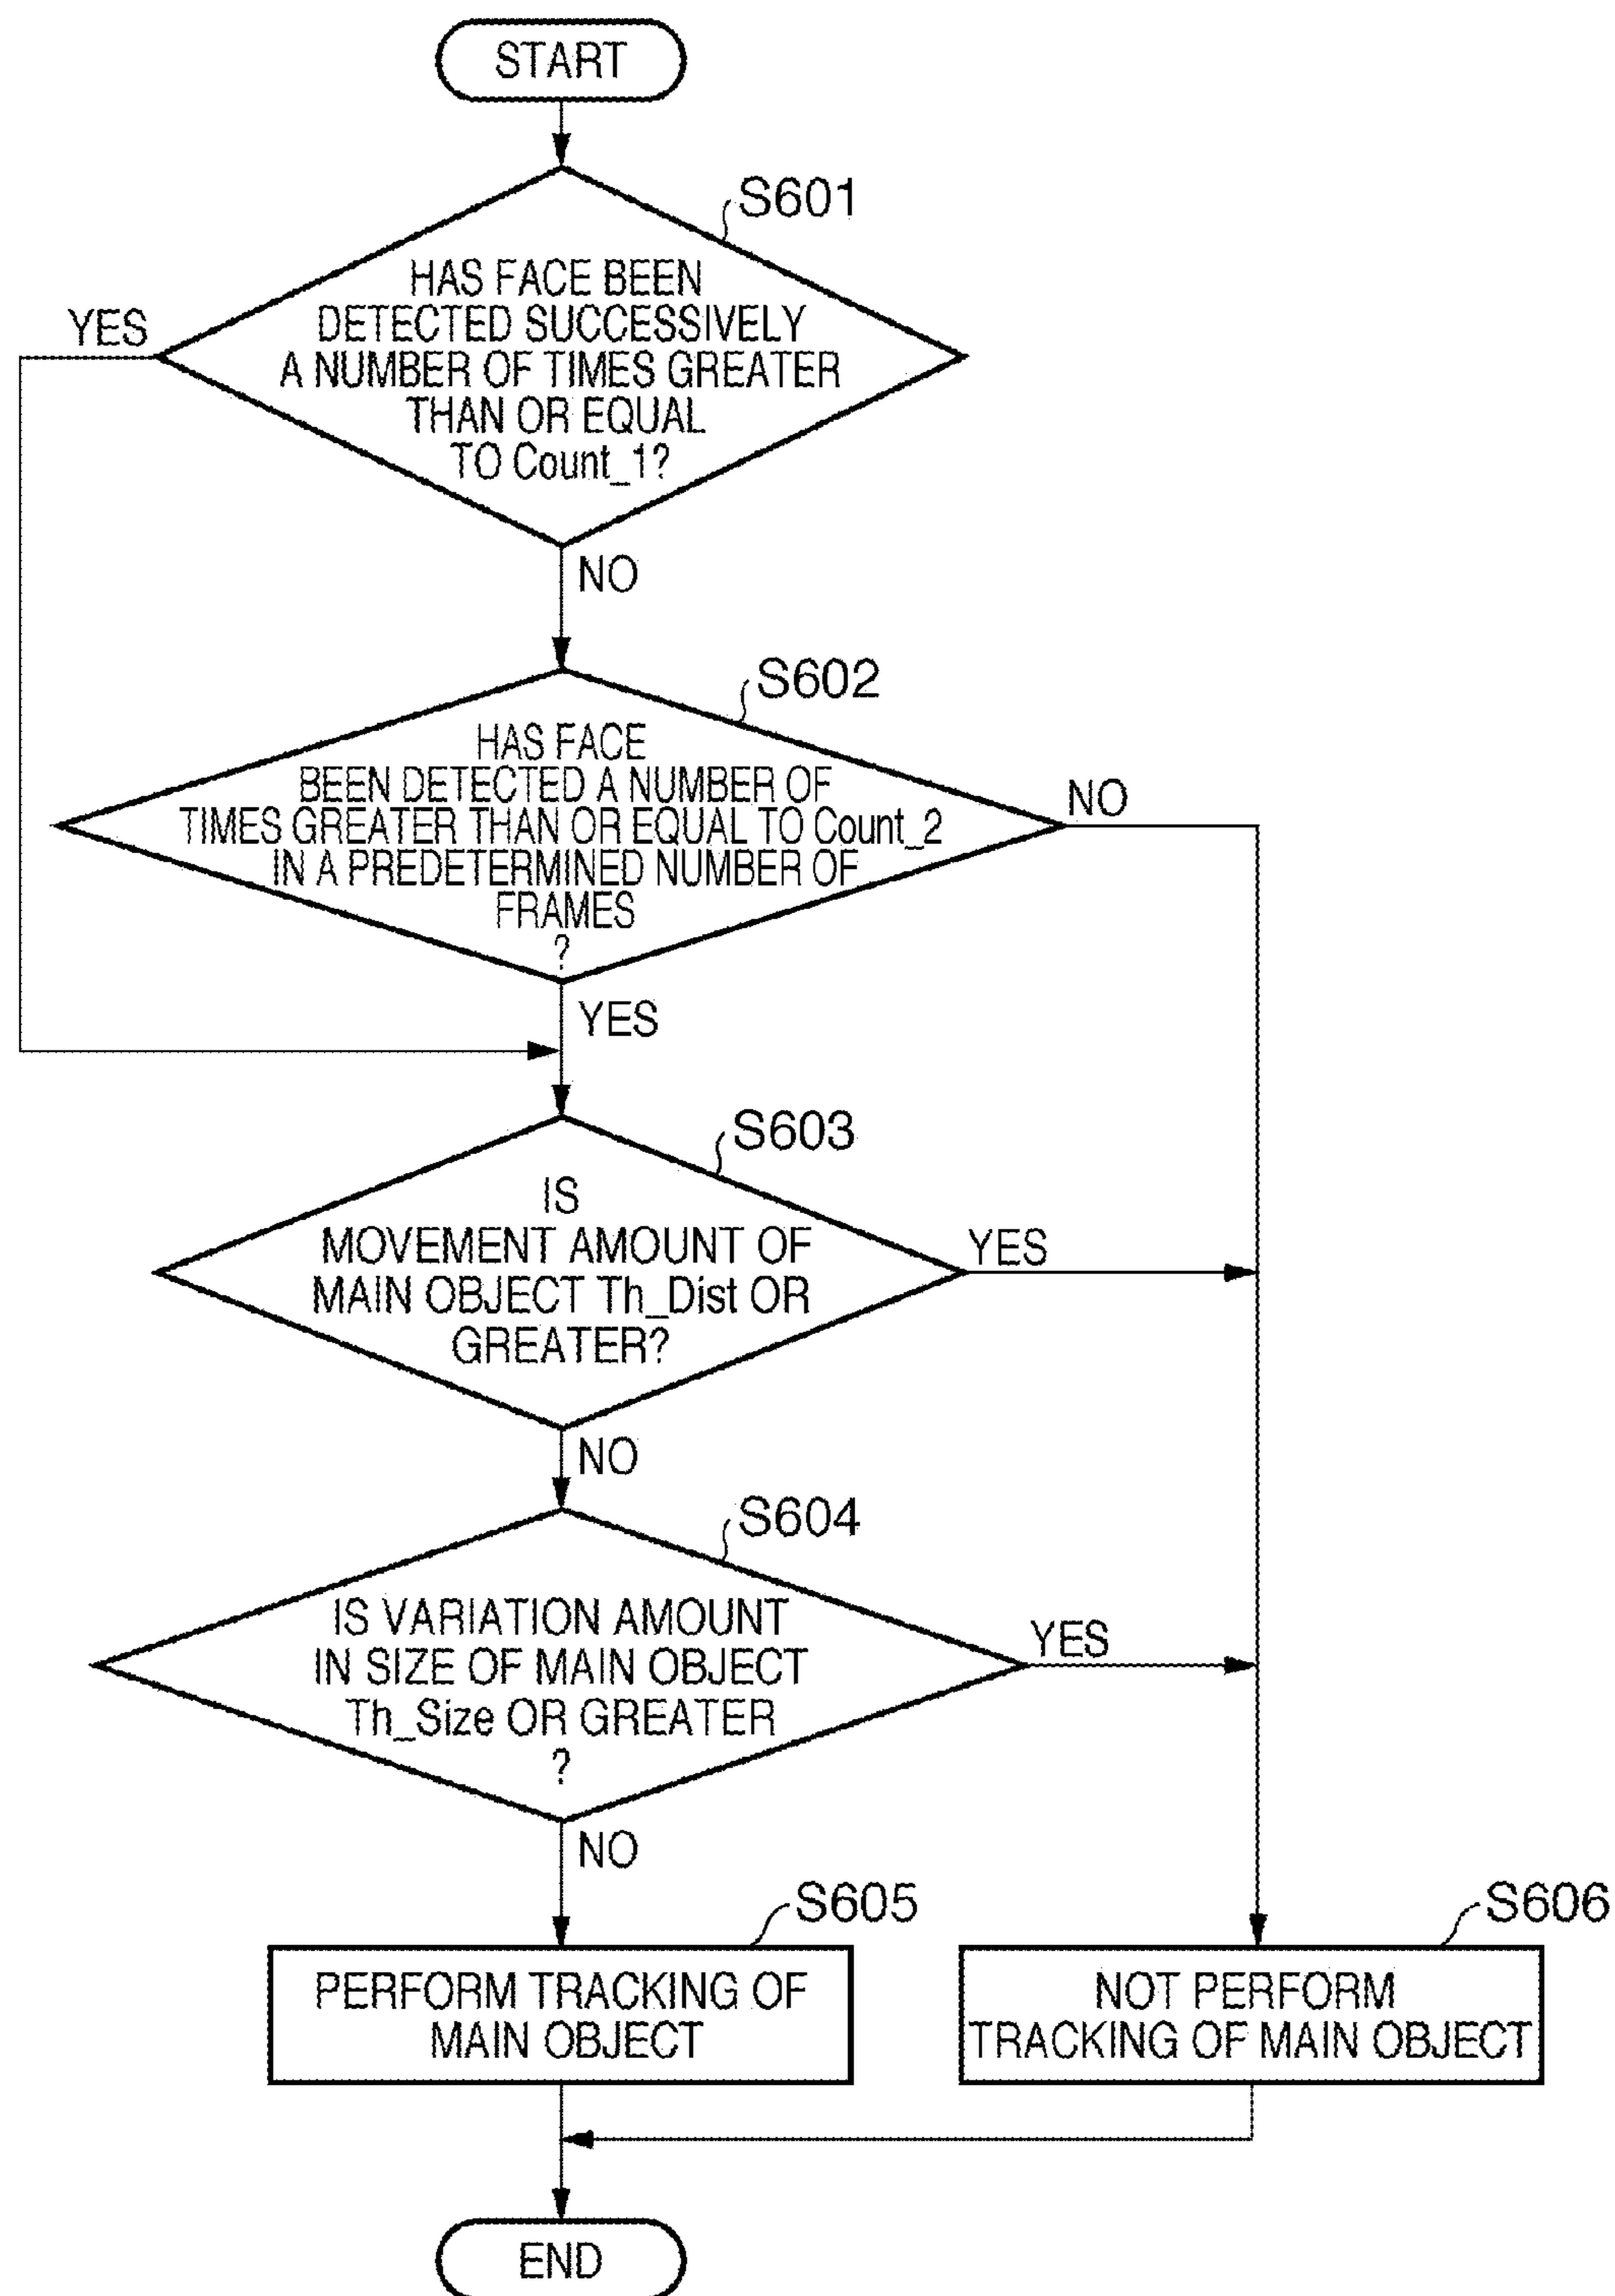 START
S601
HAS FACE BEEN
DETECTED SUCCESSIVELY
A NUMBER OF TIMES GREATER
THAN OR EQUAL
TO Count_1?
YES
NO
S602
HAS FACE
BEEN DETECTED A NUMBER OF
TIMES GREATER THAN OR EQUAL TO Count_2
IN A PREDETERMINED NUMBER OF
FRAMES
?
NO
YES
S603
IS
MOVEMENT AMOUNT OF
MAIN OBJECT Th_Dist OR
GREATER?
YES
NO
S604
IS VARIATION AMOUNT
IN SIZE OF MAIN OBJECT
Th_Size OR GREATER
?
YES
NO
S605
PERFORM TRACKING OF
MAIN OBJECT
S606
NOT PERFORM
TRACKING OF MAIN OBJECT
END